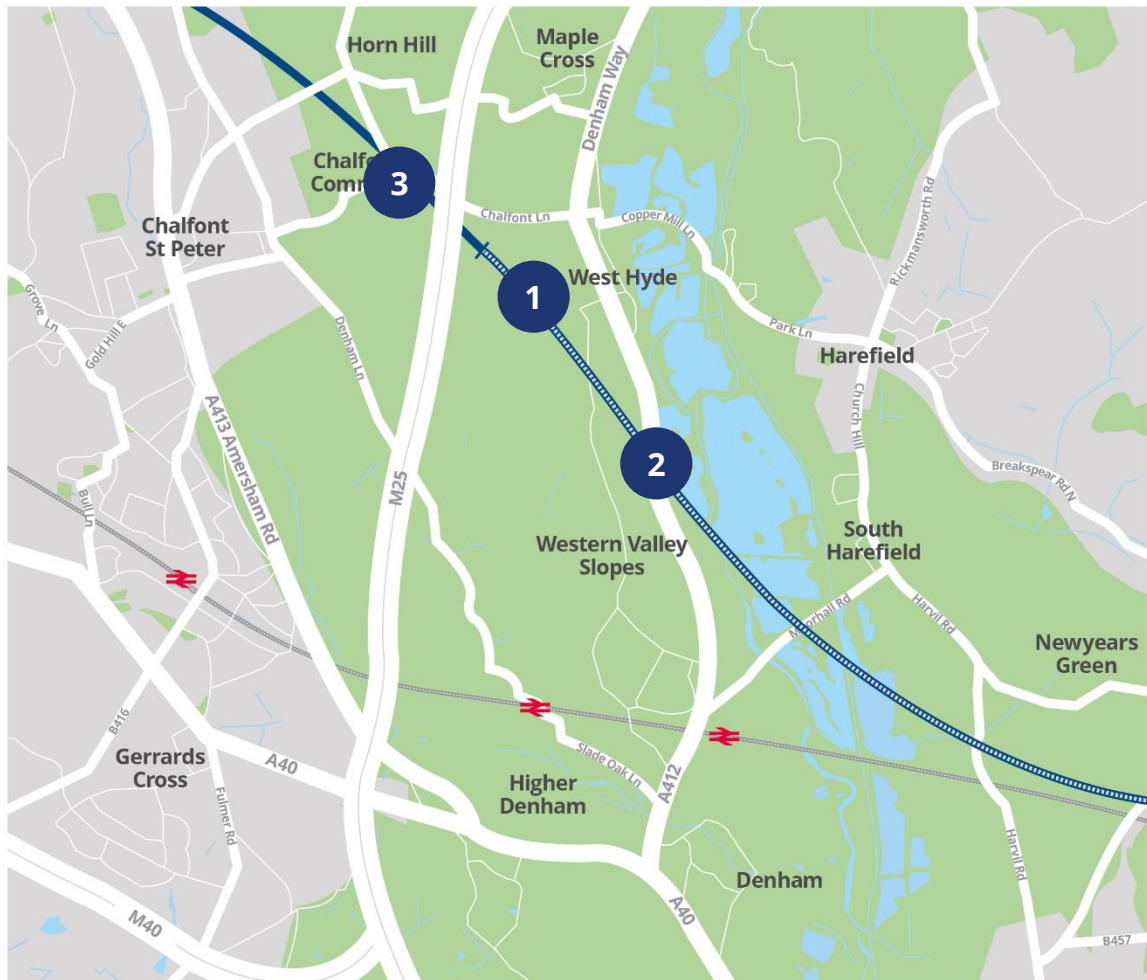 Horn Hill
Maple
Cross
Denham Way
Chalf
Comm
3
Chalfont Ln
Copper Mill Ln
Rickmansworth Rd
Chalfont
St Peter
1
West Hyde
Grove Ln
Gold Hill E
Denham Ln
Park Ln
Harefield
Church Hill
A413 Amersham Rd
2
M25
Breakspear Rd N
Bull Ln
Western Valley
Slopes
South
Harefield
Moorhall Rd
Harvil Rd
Newyears
Green
B416
Gerrards
Cross
A40
Fulmer Rd
Slade Oak Ln
A412
Higher
Denham
Harvil Rd
Denham
A40
M40
B457